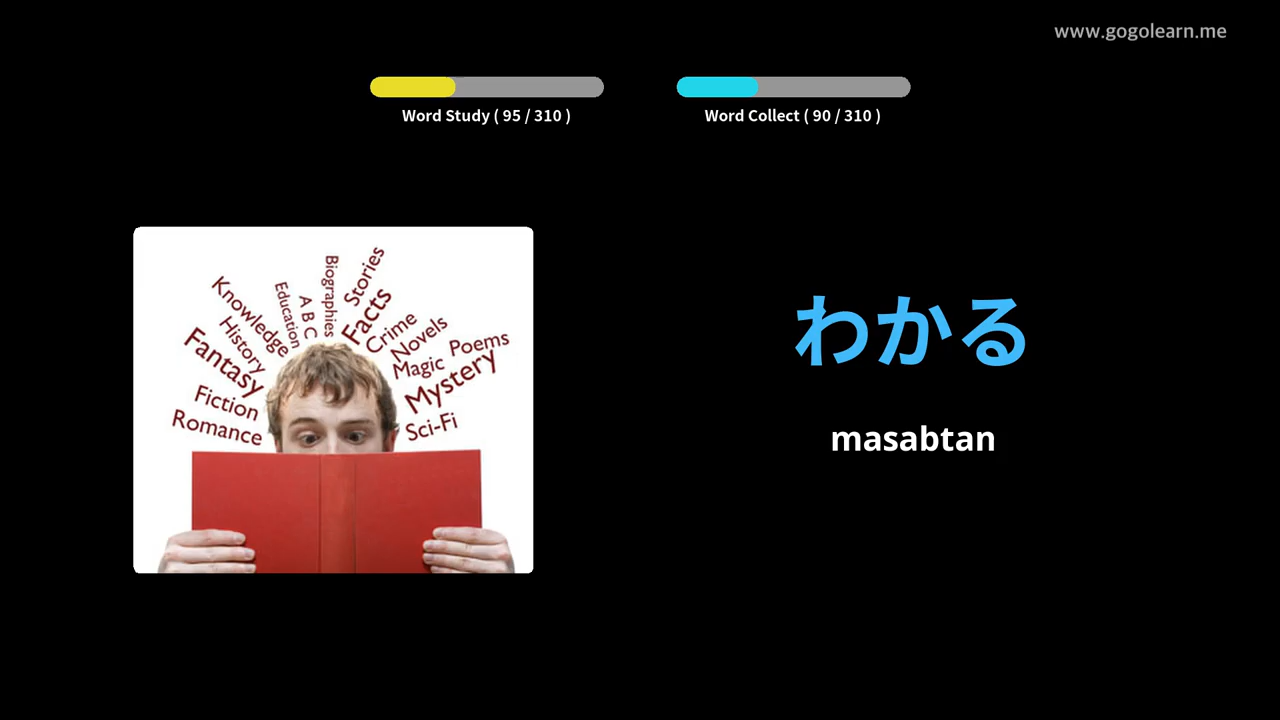 www.gogolearn.me
Word Study ( 95 / 310 )
Word Collect ( 90 / 310 )
Stories
Biographies
Facts
A B C
Education
Knowledge
Crime
Novels
History
Poems
Magic
Fantasy
Mystery
Fiction
Sci-Fi
Romance
わかる
masabtan